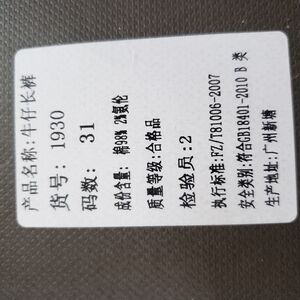 产品名称:牛仔长裤
货号: 1930
码数: 31
成份含量: 棉98% 2%氨伦
质量等级:合格品
检验员:2
执行标准:FZ/T81006-2007
安全类别:符合GB18401-2010 B 类
生产地址:广州新塘